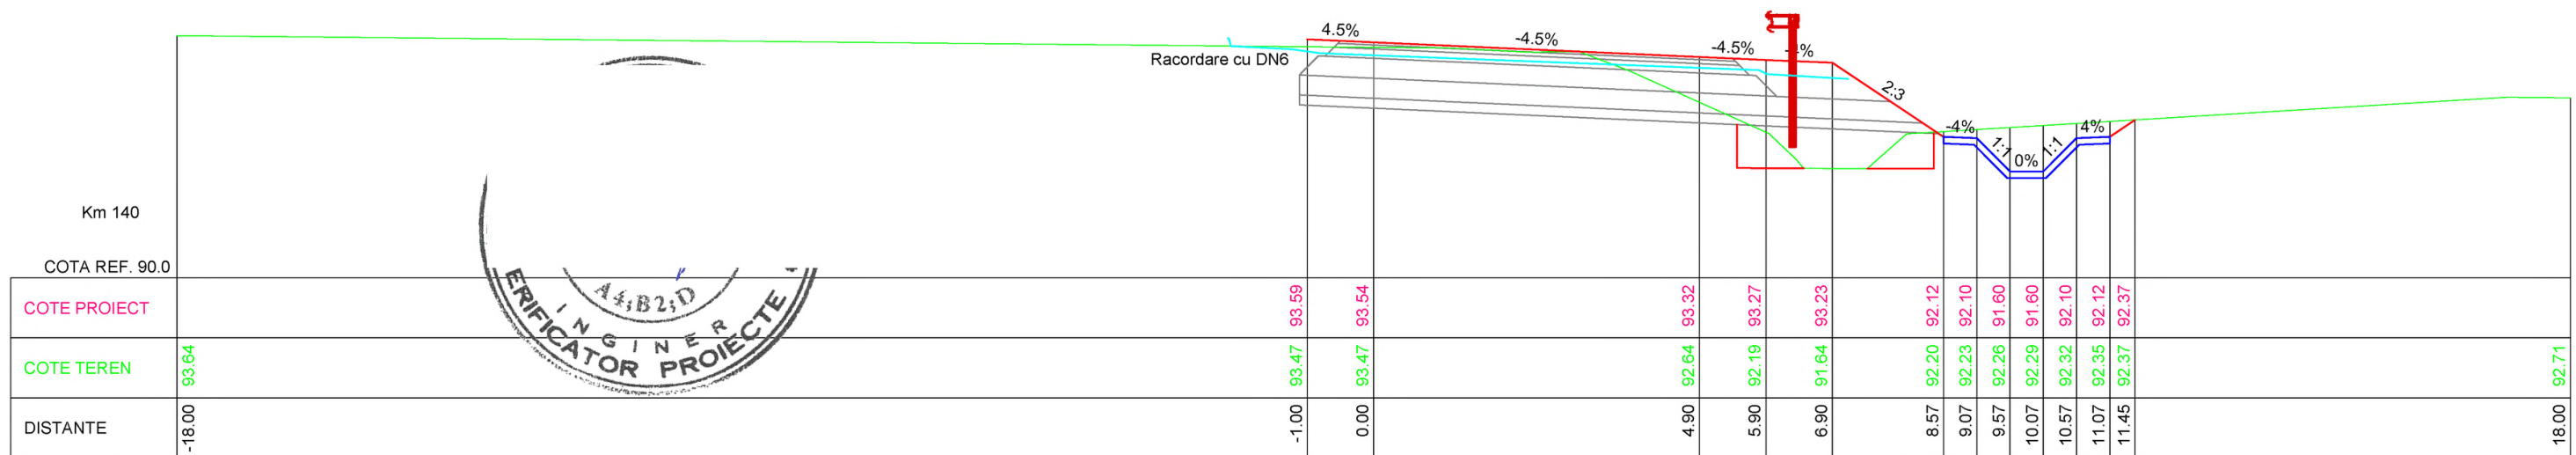 4.5%
-4.5%
-4.5%
Racordare cu DN6
2:3
-4%
1:1
0%
1:1
4%
Km 140
COTA REF. 90.0
A4;B2;D
INGINER
ERIFICATOR PROIECTE
COTE PROIECT 93.59 93.54 93.32 93.27 93.23 92.12 92.10 91.60 91.60 92.10 92.12 92.37
COTE TEREN 93.64 93.47 93.47 92.64 92.19 91.64 92.20 92.23 92.26 92.29 92.32 92.35 92.37 92.71
DISTANTE -18.00 -1.00 0.00 4.90 5.90 6.90 8.57 9.07 9.57 10.07 10.57 11.07 11.45 18.00